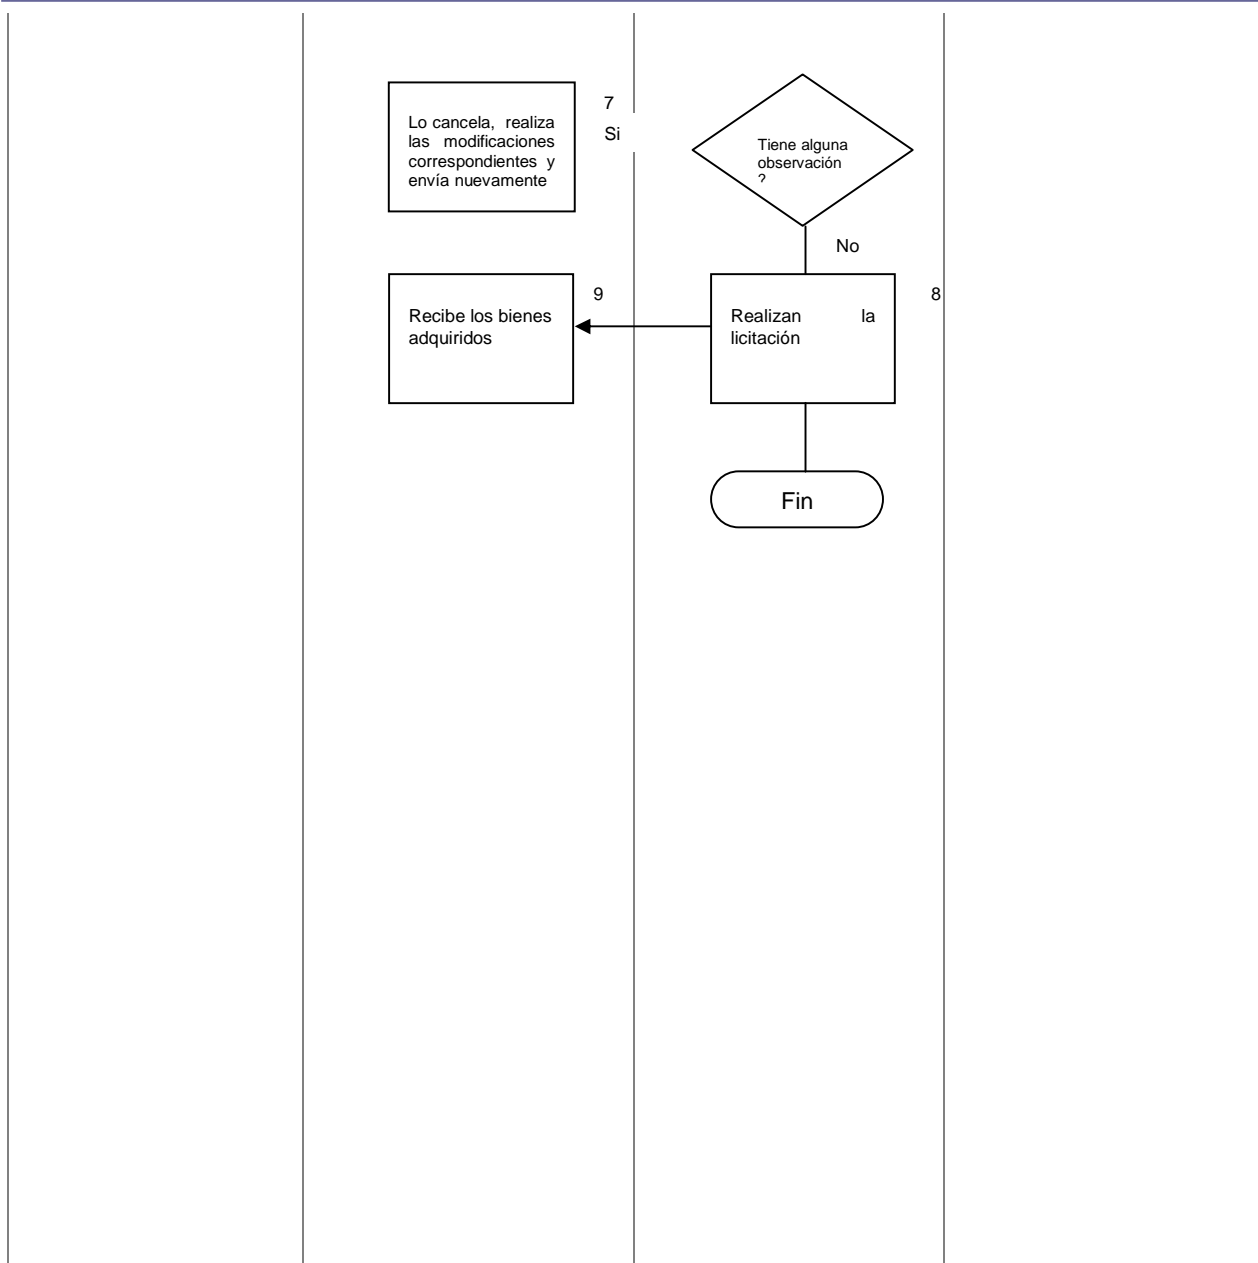 Lo cancela, realiza
las modificaciones
correspondientes y
envía nuevamente
7
Si
Tiene alguna
observación
?
No
Recibe los bienes
adquiridos
9
Realizan la
licitación
8
Fin